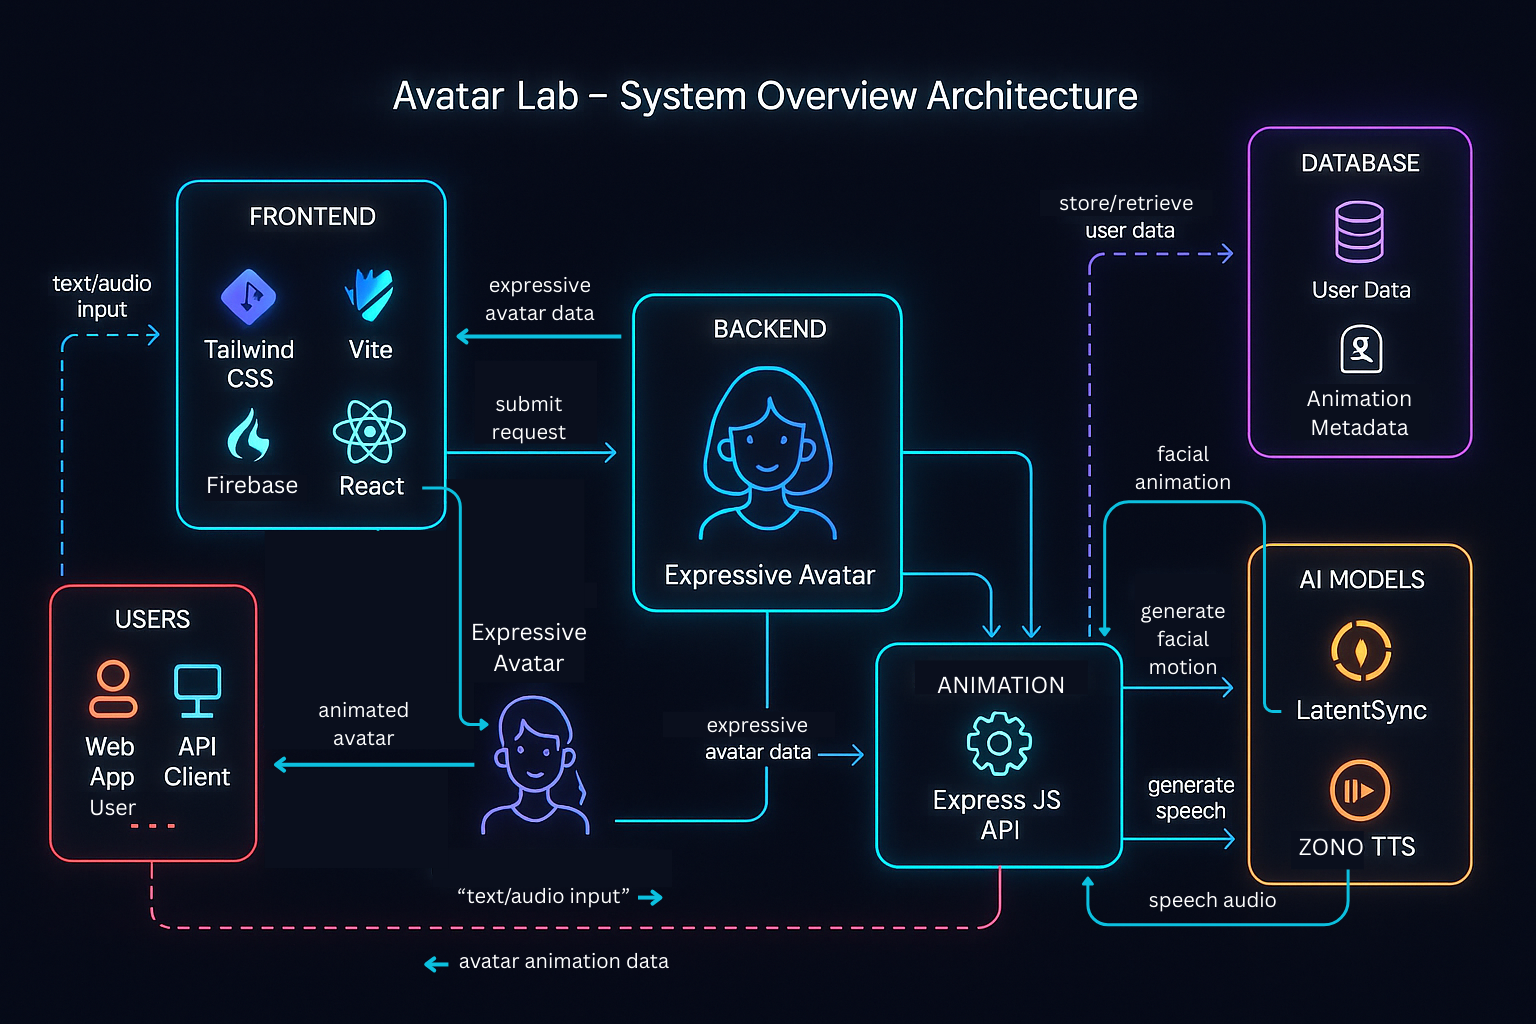 Avatar Lab – System Overview Architecture
FRONTEND
Tailwind
CSS
Vite
Firebase
React
text/audio
input
expressive
avatar data
submit
request
BACKEND
Expressive Avatar
store/retrieve
user data
DATABASE
User Data
Animation
Metadata
facial
animation
USERS
Web
App
User
API
Client
animated
avatar
Expressive
Avatar
expressive
avatar data
ANIMATION
Express JS
API
generate
facial
motion
generate
speech
AI MODELS
LatentSync
ZONO TTS
speech audio
“text/audio input”
avatar animation data